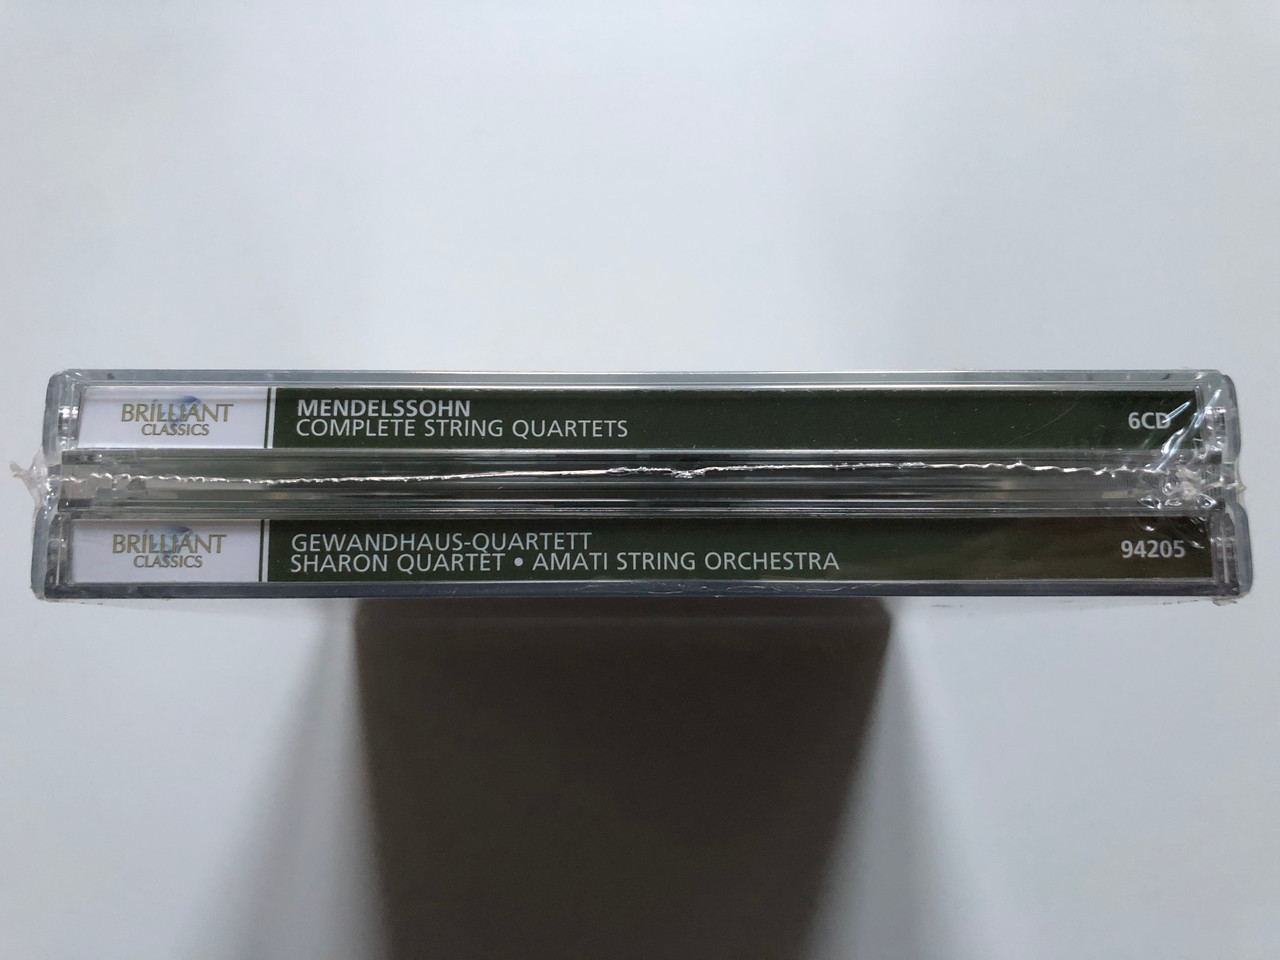 BRILLIANT
CLASSICS
MENDELSSOHN
COMPLETE STRING QUARTETS
6CD
BRILLIANT
CLASSICS
GEWANDHAUS-QUARTETT
SHARON QUARTET • AMATI STRING ORCHESTRA
94205